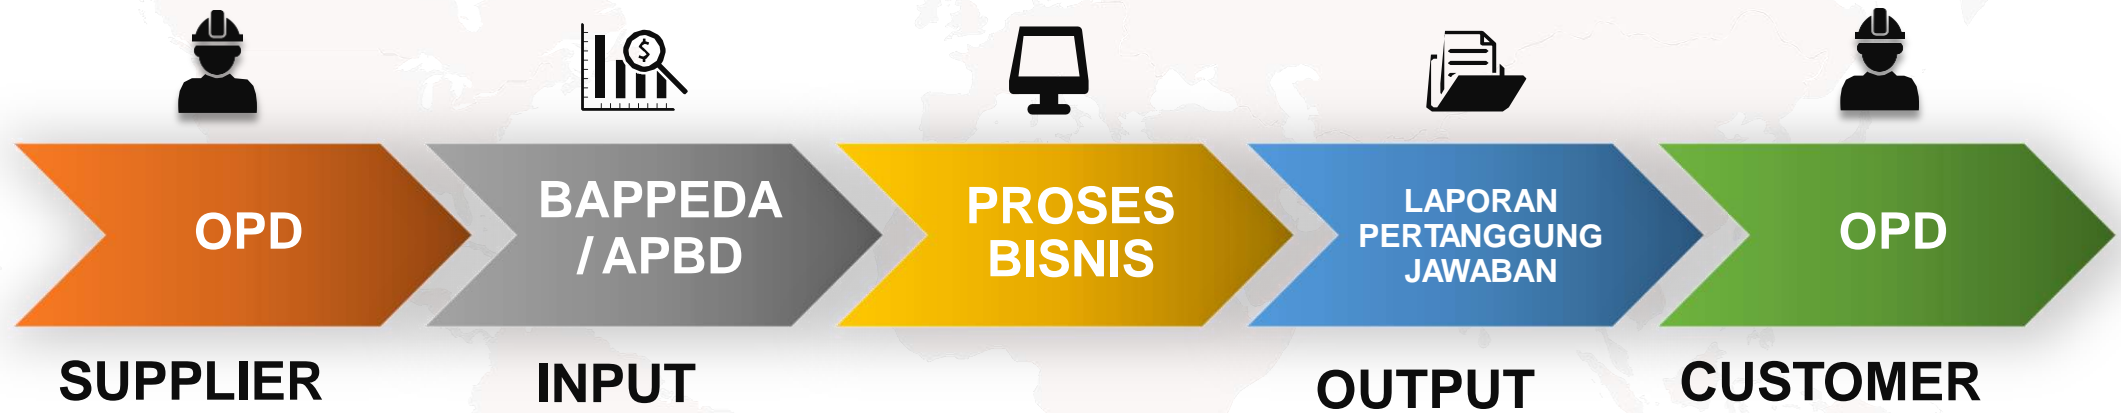 OPD
BAPPEDA
/ APBD
PROSES
BISNIS
LAPORAN
PERTANGGUNG
JAWABAN
OPD
SUPPLIER
INPUT
OUTPUT
CUSTOMER